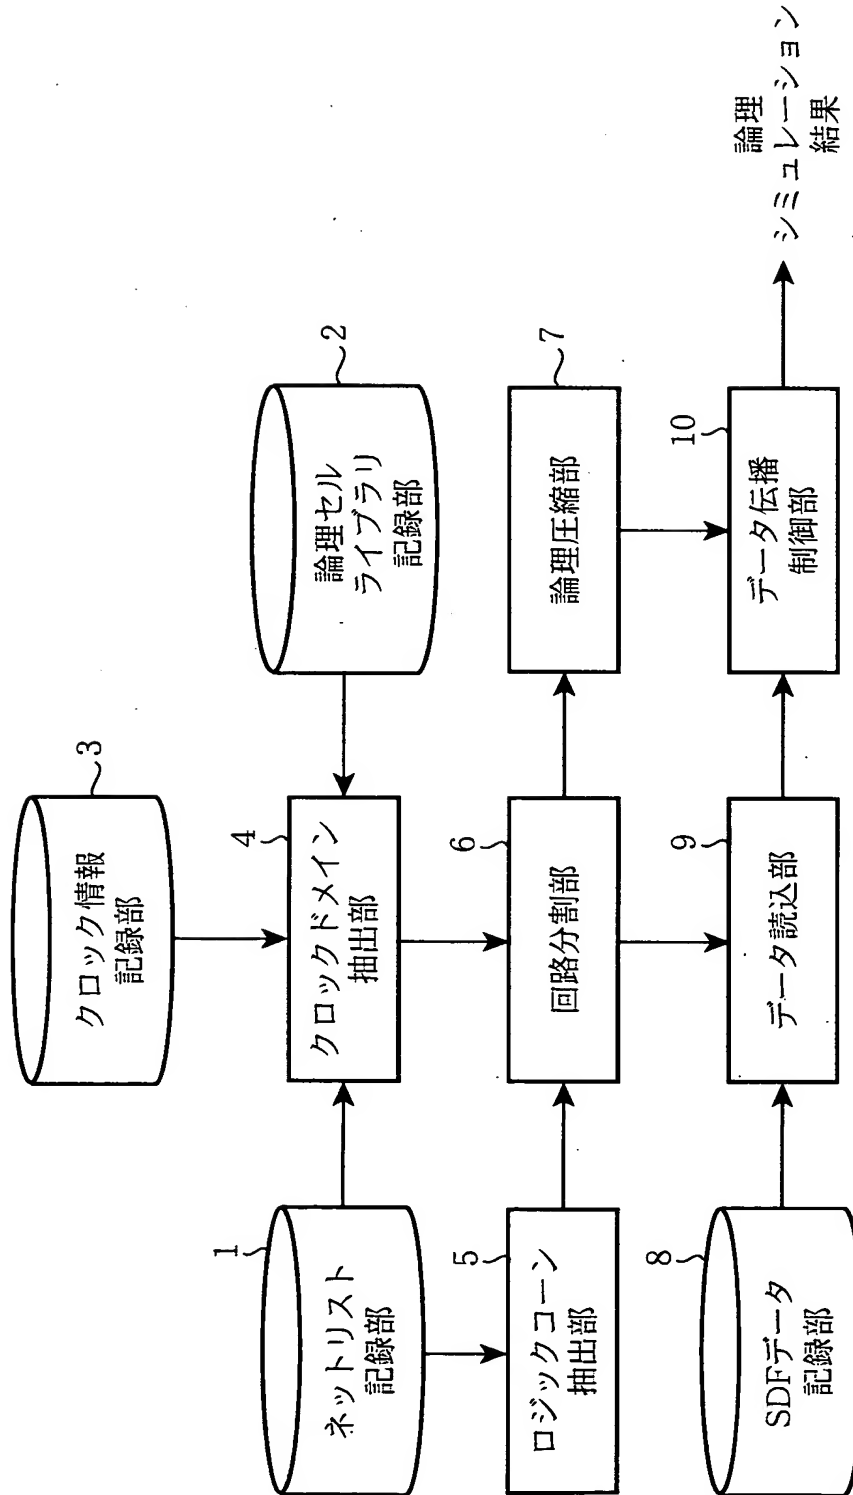 3
クロック情報
記録部
1
ネットリスト
記録部
4
クロックドメイン
抽出部
2
論理セル
ライブラリ
記録部
5
ロジックコーン
抽出部
6
回路分割部
7
論理圧縮部
8
SDFデータ
記録部
9
データ読込部
10
データ伝播
制御部
論理
シミュレーション
結果